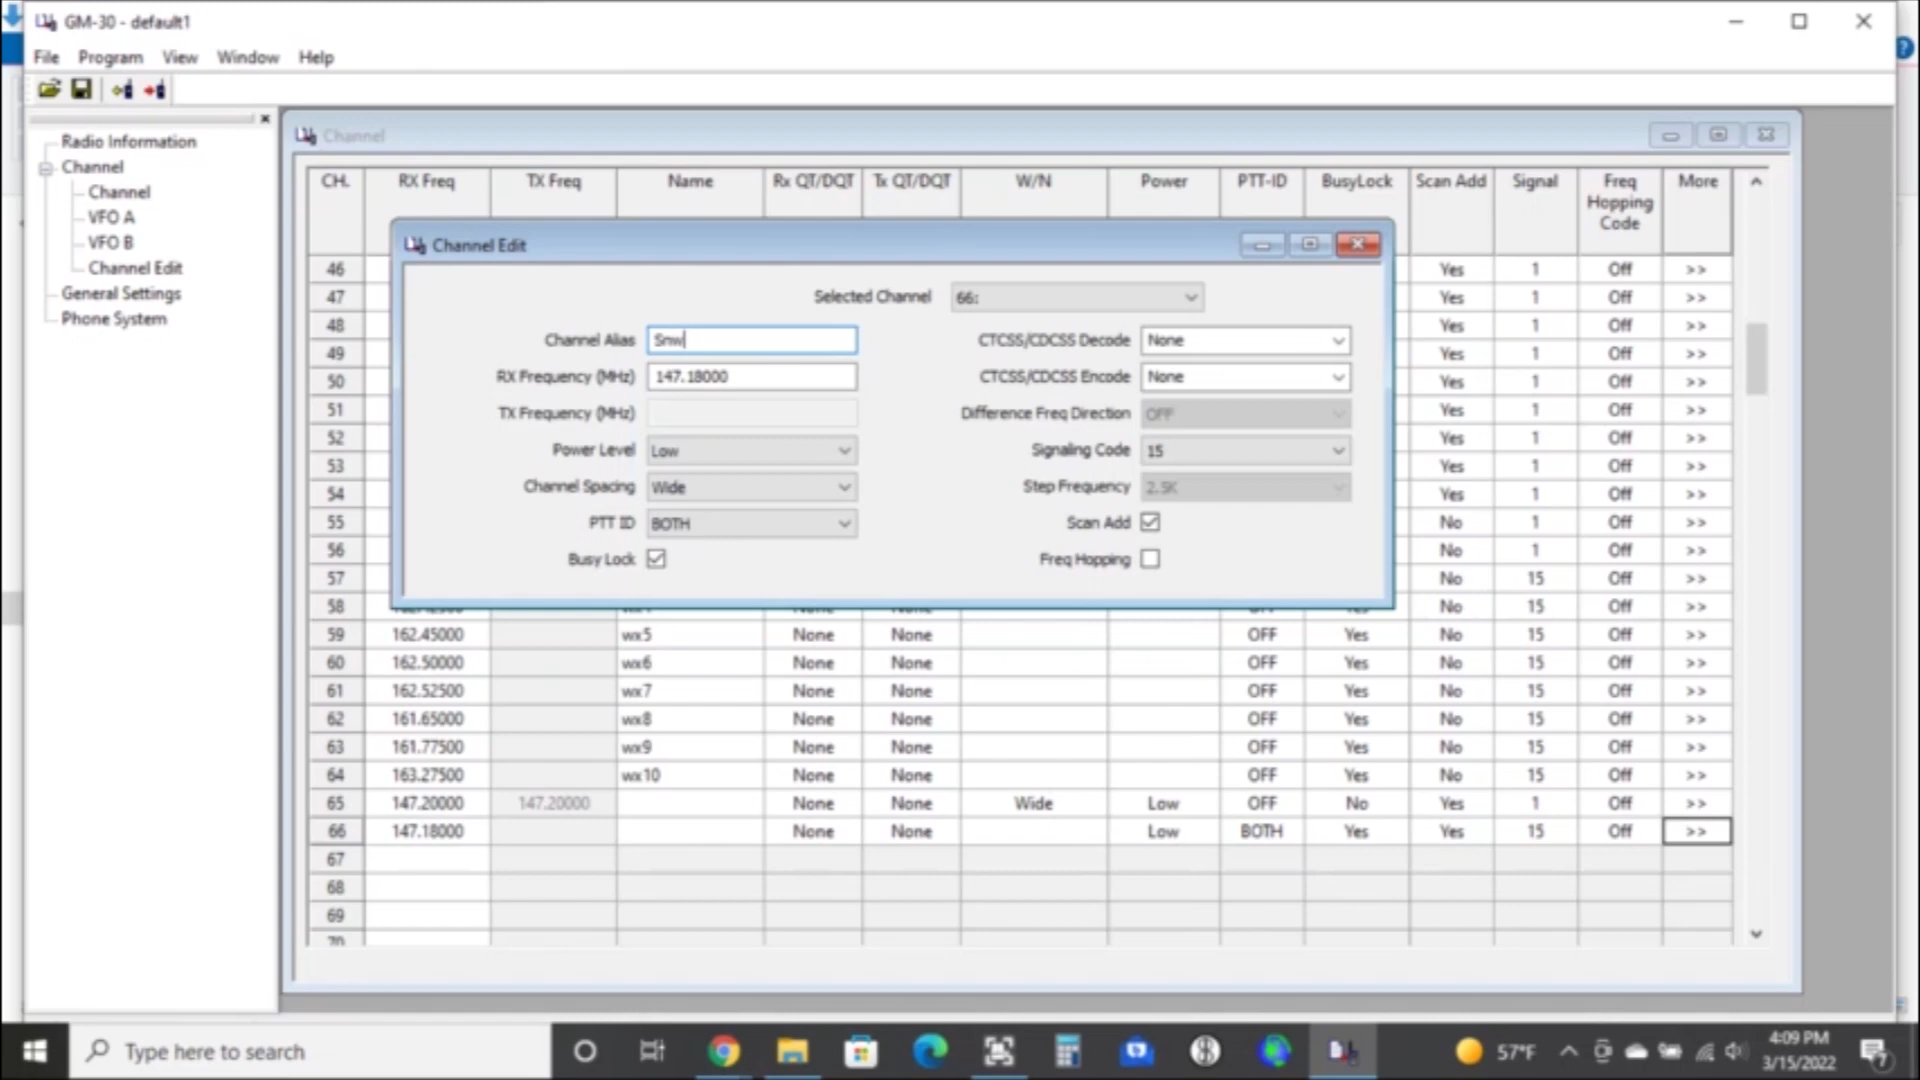 GM-30 - default1
File Program View Window Help
Radio Information
Channel
Channel
VFO A
VFO B
Channel Edit
General Settings
Phone System
Channel
CH. RX Freq TX Freq Name Rx QT/DQT Tx QT/DQT W/N Power PTT-ID BusyLock Scan Add Signal Freq Hopping Code More
Channel Edit
Selected Channel 66:
Channel Alias Snw
RX Frequency (MHz) 147.18000
TX Frequency (MHz)
Power Level Low
Channel Spacing Wide
PTT ID BOTH
Busy Lock
CTCSS/CDCSS Decode None
CTCSS/CDCSS Encode None
Difference Freq Direction OFF
Signaling Code 15
Step Frequency 2.5K
Scan Add
Freq Hopping
46 Yes 1 Off >>
47 Yes 1 Off >>
48 Yes 1 Off >>
49 Yes 1 Off >>
50 Yes 1 Off >>
51 Yes 1 Off >>
52 Yes 1 Off >>
53 Yes 1 Off >>
54 Yes 1 Off >>
55 No 1 Off >>
56 No 1 Off >>
57 No 15 Off >>
58 No 15 Off >>
59 162.45000 wx5 None None OFF Yes No 15 Off >>
60 162.50000 wx6 None None OFF Yes No 15 Off >>
61 162.52500 wx7 None None OFF Yes No 15 Off >>
62 161.65000 wx8 None None OFF Yes No 15 Off >>
63 161.77500 wx9 None None OFF Yes No 15 Off >>
64 163.27500 wx10 None None OFF Yes No 15 Off >>
65 147.20000 147.20000 None None Wide Low OFF No Yes 1 Off >>
66 147.18000 None None Low BOTH Yes Yes 15 Off >>
67
68
69
70
Type here to search
57°F
4:09 PM
3/15/2022